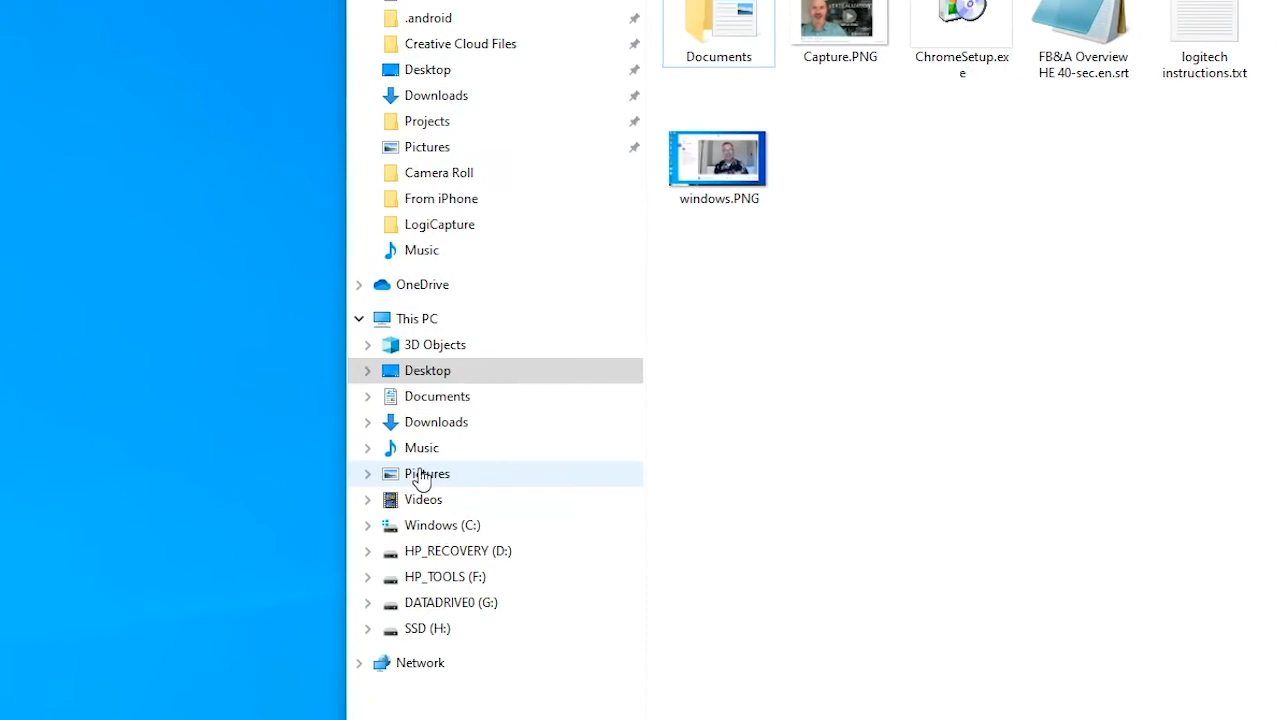 .android
Creative Cloud Files
Desktop
Downloads
Projects
Pictures
Camera Roll
From iPhone
LogiCapture
Music
OneDrive
This PC
3D Objects
Desktop
Documents
Downloads
Music
Pictures
Videos
Windows (C:)
HP_RECOVERY (D:)
HP_TOOLS (F:)
DATADRIVE0 (G:)
SSD (H:)
Network
Documents
Capture.PNG
ChromeSetup.ex
e
FB&A Overview
HE 40-sec.en.srt
logitech
instructions.txt
windows.PNG